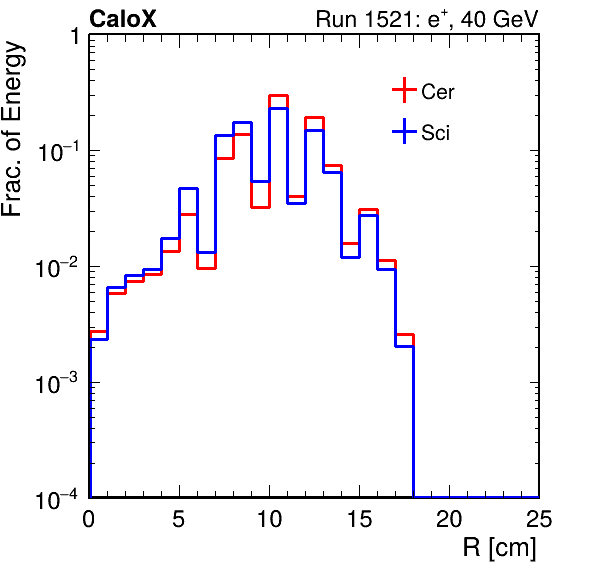 CaloX Run 1521: e⁺, 40 GeV
Frac. of Energy
1
10⁻¹
10⁻²
10⁻³
10⁻⁴
Cer
Sci
0 5 10 15 20 25
R [cm]